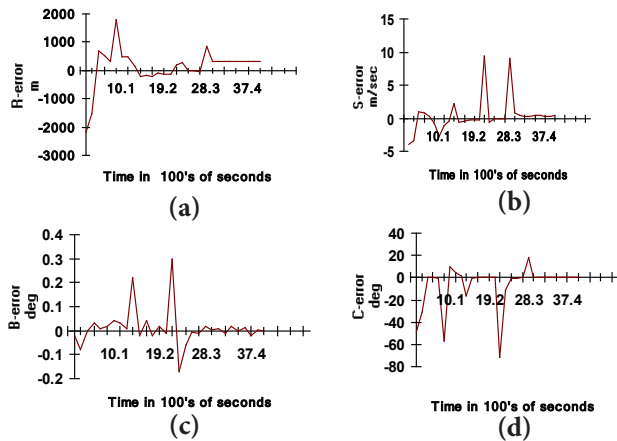 2000
1000
0
-1000
-2000
-3000
R-error
m
10.1 19.2 28.3 37.4
Time in 100's of seconds
(a)
15
10
5
0
-5
S-error
m/sec
10.1 19.2 28.3 37.4
Time in 100's of seconds
(b)
0.4
0.3
0.2
0.1
0
-0.1
-0.2
B-error
deg
10.1 19.2 28.3 37.4
Time in 100's of seconds
(c)
40
20
0
-20
-40
-60
-80
C-error
deg
10.1 19.2 28.3 37.4
Time in 100's of seconds
(d)